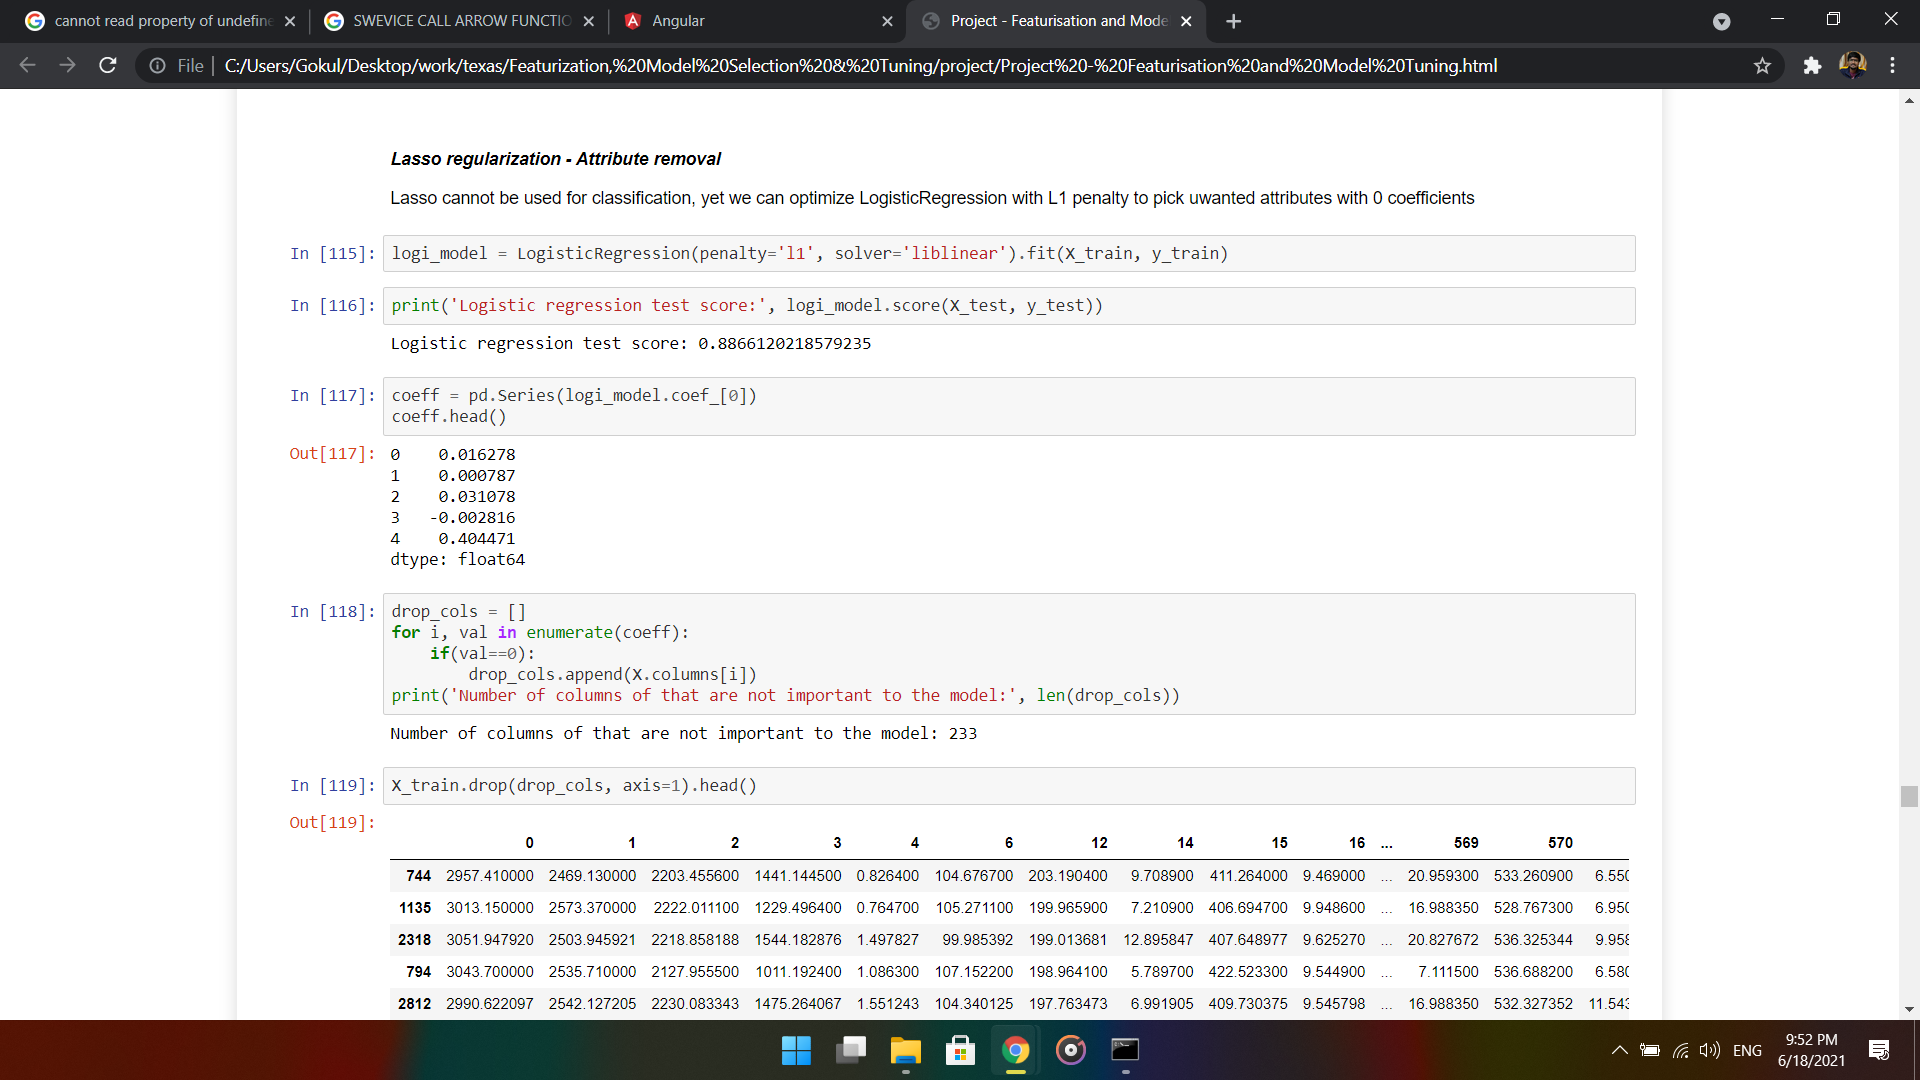 cannot read property of undefine
SWEVICE CALL ARROW FUNCTIO
Angular
Project - Featurisation and Mode
File
C:/Users/Gokul/Desktop/work/texas/Featurization,%20Model%20Selection%20&%20Tuning/project/Project%20-%20Featurisation%20and%20Model%20Tuning.html
Lasso regularization - Attribute removal
Lasso cannot be used for classification, yet we can optimize LogisticRegression with L1 penalty to pick uwanted attributes with 0 coefficients
In [115]: logi_model = LogisticRegression(penalty='l1', solver='liblinear').fit(X_train, y_train)
In [116]: print('Logistic regression test score:', logi_model.score(X_test, y_test))
Logistic regression test score: 0.8866120218579235
In [117]: coeff = pd.Series(logi_model.coef_[0])
coeff.head()
Out[117]: 0 0.016278
1 0.000787
2 0.031078
3 -0.002816
4 0.404471
dtype: float64
In [118]: drop_cols = []
for i, val in enumerate(coeff):
if(val==0):
drop_cols.append(X.columns[i])
print('Number of columns of that are not important to the model:', len(drop_cols))
Number of columns of that are not important to the model: 233
In [119]: X_train.drop(drop_cols, axis=1).head()
Out[119]:
0 1 2 3 4 6 12 14 15 16 ... 569 570
744 2957.410000 2469.130000 2203.455600 1441.144500 0.826400 104.676700 203.190400 9.708900 411.264000 9.469000 ... 20.959300 533.260900 6.550
1135 3013.150000 2573.370000 2222.011100 1229.496400 0.764700 105.271100 199.965900 7.210900 406.694700 9.948600 ... 16.988350 528.767300 6.950
2318 3051.947920 2503.945921 2218.858188 1544.182876 1.497827 99.985392 199.013681 12.895847 407.648977 9.625270 ... 20.827672 536.325344 9.958
794 3043.700000 2535.710000 2127.955500 1011.192400 1.086300 107.152200 198.964100 5.789700 422.523300 9.544900 ... 7.111500 536.688200 6.580
2812 2990.622097 2542.127205 2230.083343 1475.264067 1.551243 104.340125 197.763473 6.991905 409.730375 9.545798 ... 16.988350 532.327352 11.543
ENG
9:52 PM
6/18/2021